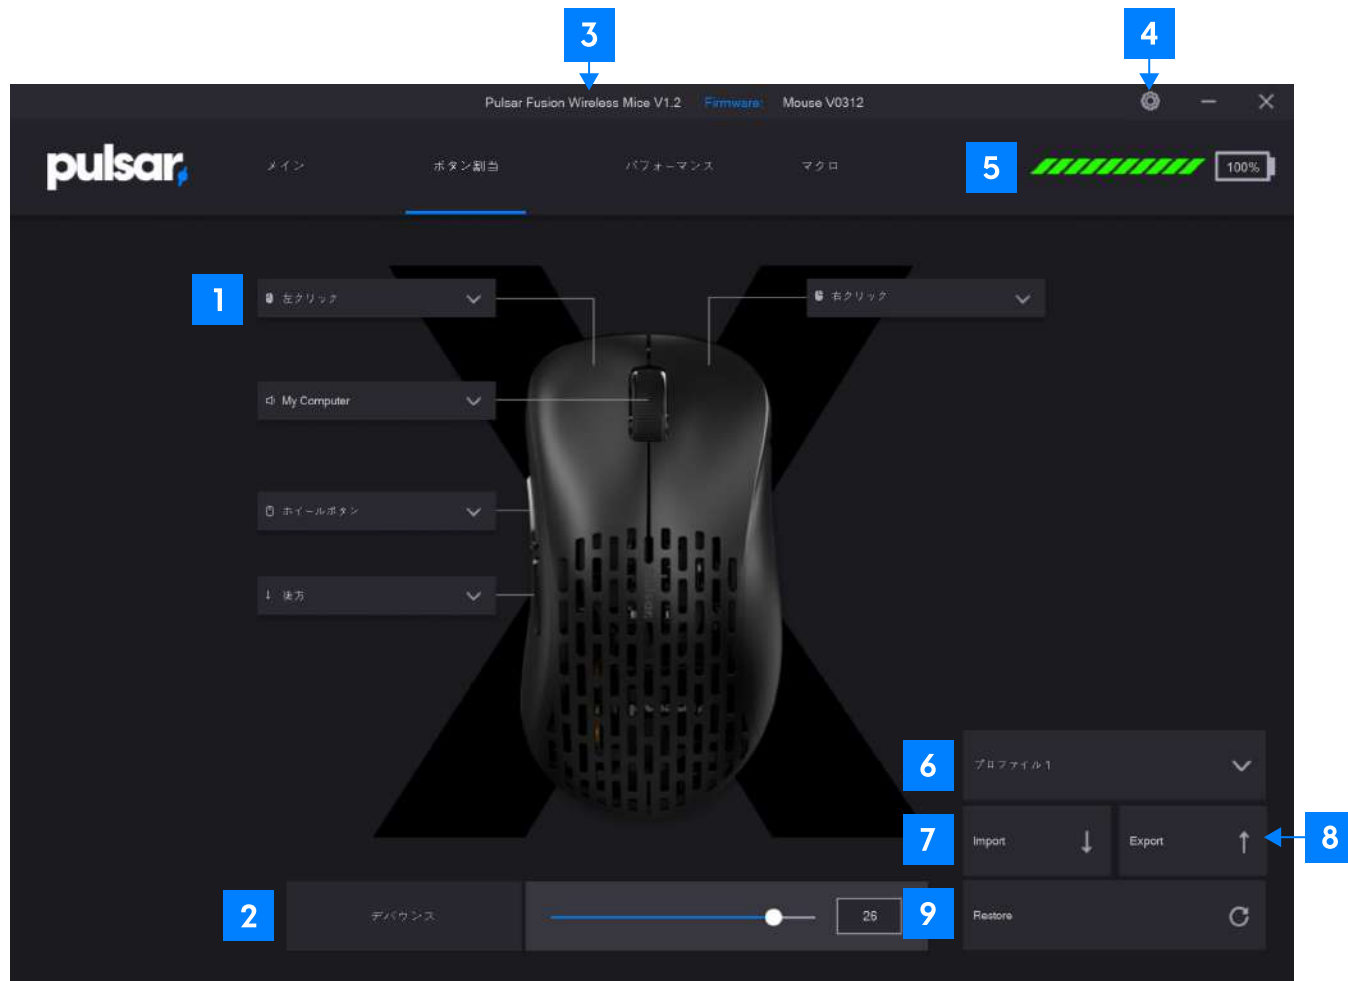 3
4
Pulsar Fusion Wireless Mice V1.2 Firmware: Mouse V0312
pulsar
メイン ボタン割当 パフォーマンス マクロ 5 100%
1 左クリック 右クリック
My Computer
ホイールボタン
後方
pulsar
6 プロファイル 1
7 Import Export 8
2 デバウンス 26 9 Restore